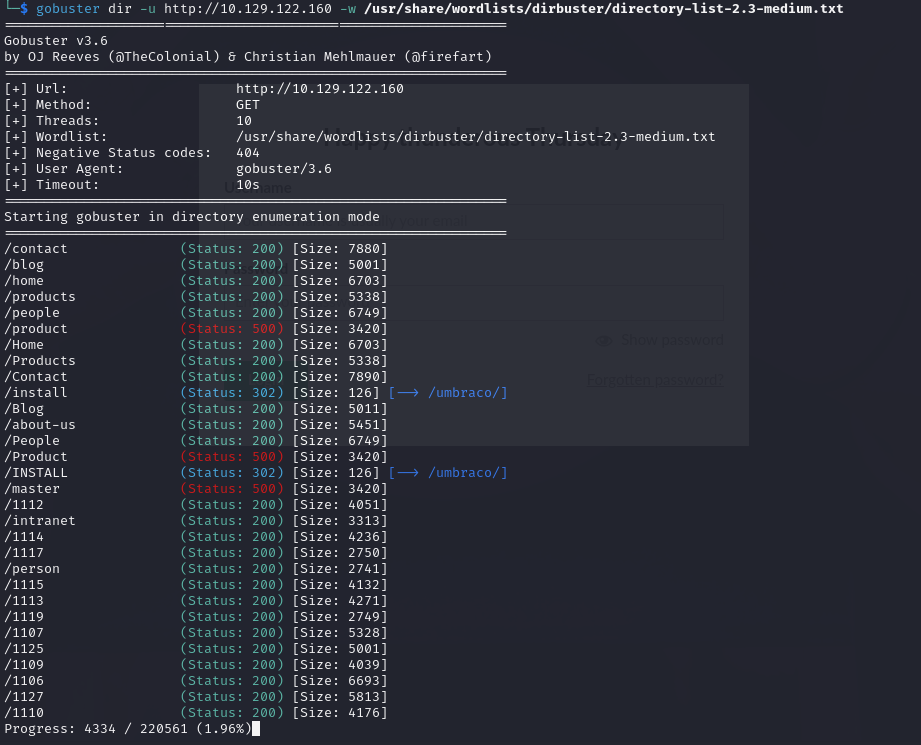 └─$ gobuster dir -u http://10.129.122.160 -w /usr/share/wordlists/dirbuster/directory-list-2.3-medium.txt
===============================================================
Gobuster v3.6
by OJ Reeves (@TheColonial) & Christian Mehlmauer (@firefart)
===============================================================
[+] Url:                     http://10.129.122.160
[+] Method:                  GET
[+] Threads:                 10
[+] Wordlist:                /usr/share/wordlists/dirbuster/directory-list-2.3-medium.txt
[+] Negative Status codes:   404
[+] User Agent:              gobuster/3.6
[+] Timeout:                 10s
===============================================================
Starting gobuster in directory enumeration mode
===============================================================
/contact              (Status: 200) [Size: 7880]
/blog                 (Status: 200) [Size: 5001]
/home                 (Status: 200) [Size: 6703]
/products             (Status: 200) [Size: 5338]
/people               (Status: 200) [Size: 6749]
/product              (Status: 500) [Size: 3420]
/Home                 (Status: 200) [Size: 6703]
/Products             (Status: 200) [Size: 5338]
/Contact              (Status: 200) [Size: 7890]
/install              (Status: 302) [Size: 126] [--> /umbraco/]
/Blog                 (Status: 200) [Size: 5011]
/about-us             (Status: 200) [Size: 5451]
/People               (Status: 200) [Size: 6749]
/Product              (Status: 500) [Size: 3420]
/INSTALL              (Status: 302) [Size: 126] [--> /umbraco/]
/master               (Status: 500) [Size: 3420]
/1112                 (Status: 200) [Size: 4051]
/intranet             (Status: 200) [Size: 3313]
/1114                 (Status: 200) [Size: 4236]
/1117                 (Status: 200) [Size: 2750]
/person               (Status: 200) [Size: 2741]
/1115                 (Status: 200) [Size: 4132]
/1113                 (Status: 200) [Size: 4271]
/1119                 (Status: 200) [Size: 2749]
/1107                 (Status: 200) [Size: 5328]
/1125                 (Status: 200) [Size: 5001]
/1109                 (Status: 200) [Size: 4039]
/1106                 (Status: 200) [Size: 6693]
/1127                 (Status: 200) [Size: 5813]
/1110                 (Status: 200) [Size: 4176]
Progress: 4334 / 220561 (1.96%)
Happy thunderous Thursday
Show password
Forgotten password?